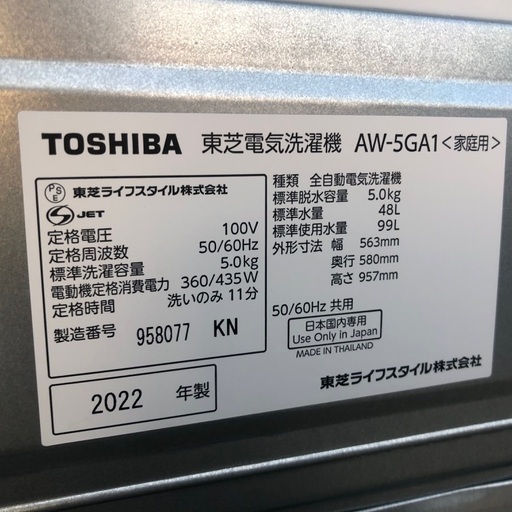 TOSHIBA 東芝電気洗濯機 AW-5GA1<家庭用>
PSE 東芝ライフスタイル株式会社
S JET
定格電圧 100V
定格周波数 50/60Hz
標準洗濯容量 5.0kg
電動機定格消費電力 360/435W
定格時間 洗いのみ 11分
製造番号 958077 KN
2022 年製
種類 全自動電気洗濯機
標準脱水容量 5.0kg
標準水量 48L
標準使用水量 99L
外形寸法 幅 563mm
奥行 580mm
高さ 957mm
50/60Hz 共用
日本国内専用
Use Only in Japan
MADE IN THAILAND
東芝ライフスタイル株式会社